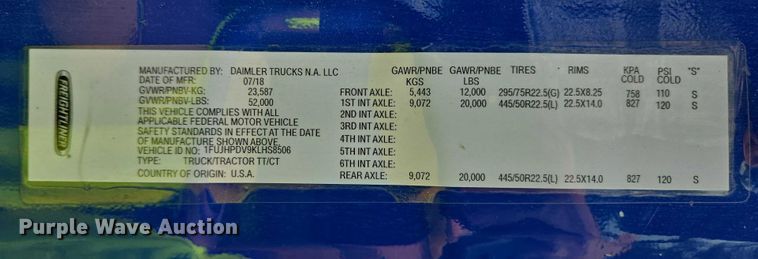 FREIGHTLINER
MANUFACTURED BY: DAIMLER TRUCKS N.A. LLC
DATE OF MFR: 07/18
GVWR/PNBV-KG: 23,587
GVWR/PNBV-LBS: 52,000
THIS VEHICLE COMPLIES WITH ALL
APPLICABLE FEDERAL MOTOR VEHICLE
SAFETY STANDARDS IN EFFECT AT THE DATE
OF MANUFACTURE SHOWN ABOVE.
VEHICLE ID NO: 1FUJHPDV9KLHS8506
TYPE: TRUCK/TRACTOR TT/CT
COUNTRY OF ORIGIN: U.S.A.
GAWR/PNBE GAWR/PNBE TIRES RIMS KPA PSI "S"
KGS LBS COLD COLD
FRONT AXLE: 5,443 12,000 295/75R22.5(G) 22.5X8.25 758 110 S
1ST INT AXLE: 9,072 20,000 445/50R22.5(L) 22.5X14.0 827 120 S
2ND INT AXLE:
3RD INT AXLE:
4TH INT AXLE:
5TH INT AXLE:
6TH INT AXLE:
REAR AXLE: 9,072 20,000 445/50R22.5(L) 22.5X14.0 827 120 S
Purple Wave Auction